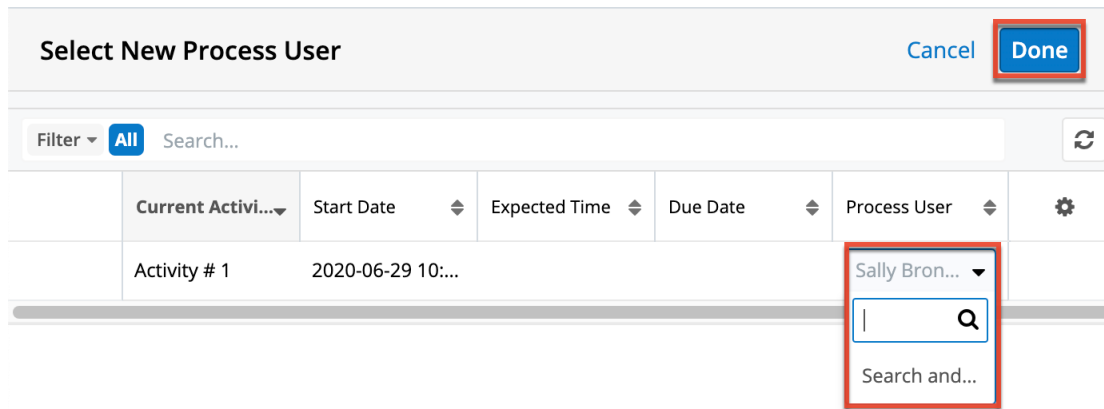 Select New Process User
Cancel
Done
Filter
All
Search...
Current Activi...
Start Date
Expected Time
Due Date
Process User
Activity # 1
2020-06-29 10:...
Sally Bron...
Search and...